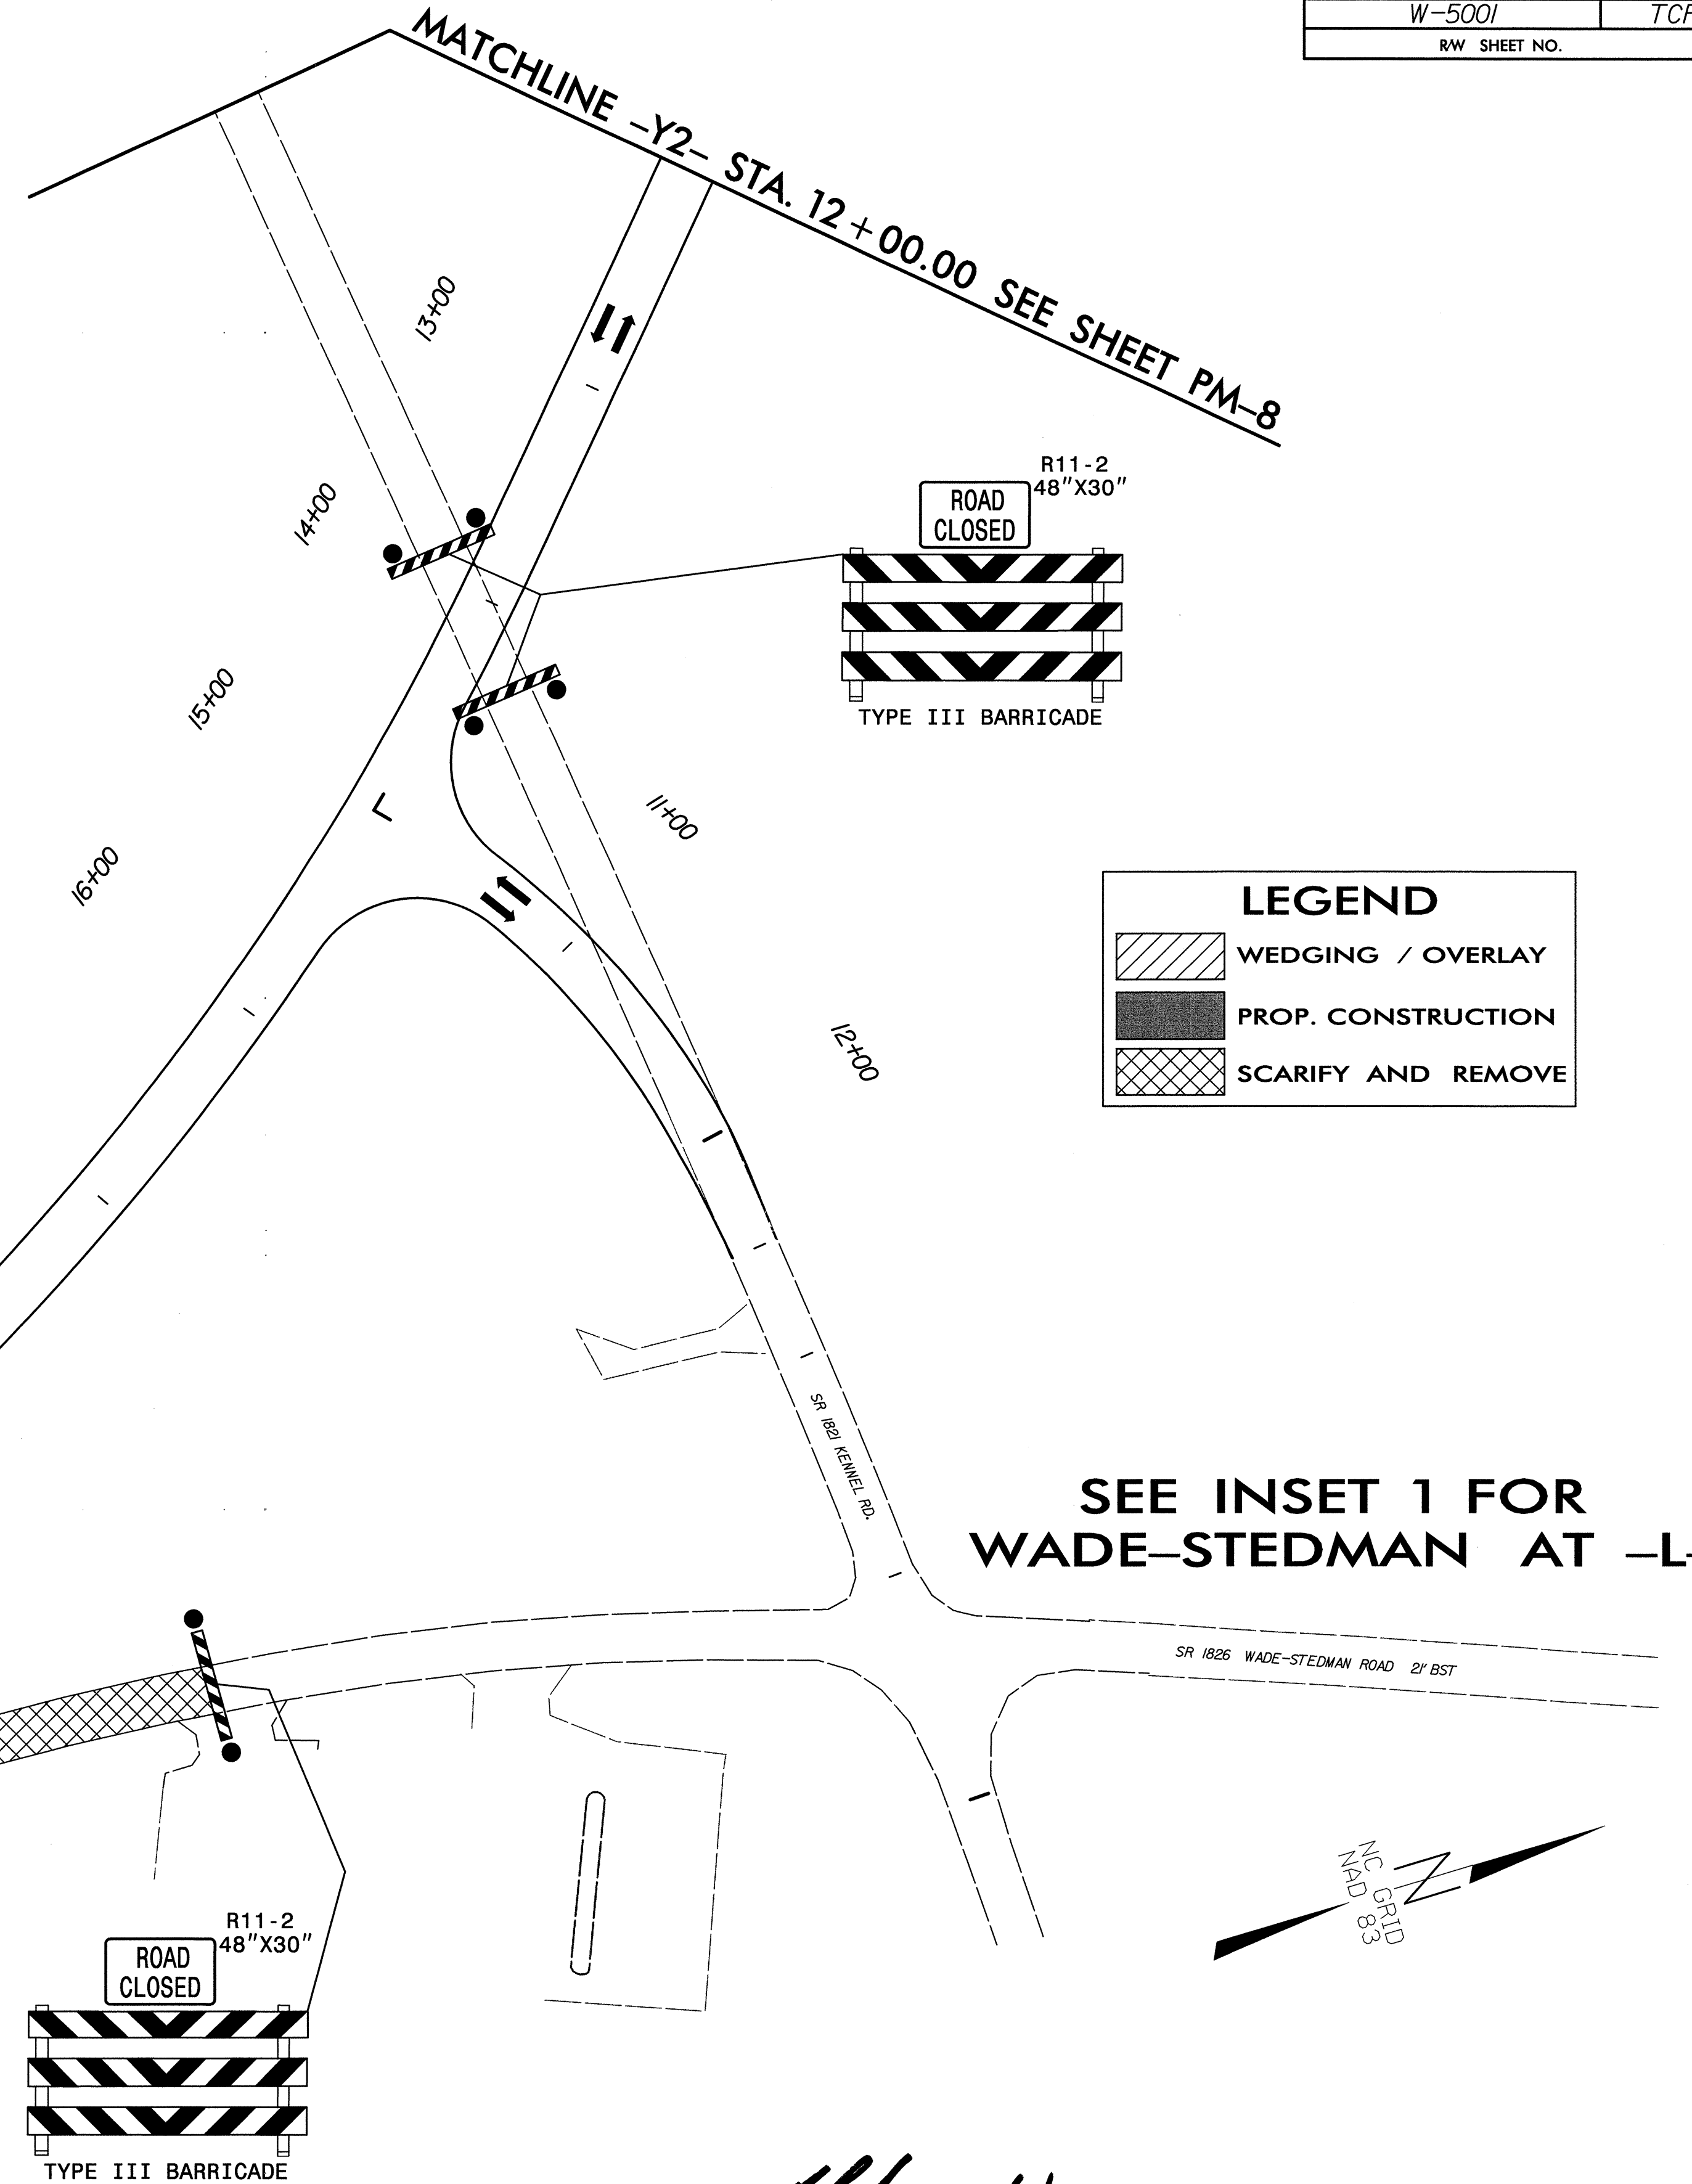 W-5001
R/W SHEET NO.
MATCHLINE -Y2- STA. 12+00.00 SEE SHEET PM-8
13+00
14+00
15+00
16+00
R11-2
48"X30"
ROAD
CLOSED
TYPE III BARRICADE
11+00
12+00
LEGEND
WEDGING / OVERLAY
PROP. CONSTRUCTION
SCARIFY AND REMOVE
SR 1821 KENNEL RD.
SEE INSET 1 FOR
WADE-STEDMAN AT -L-
SR 1826 WADE-STEDMAN ROAD 21' BST
NC GRID
NAD 83
N
R11-2
48"X30"
ROAD
CLOSED
TYPE III BARRICADE